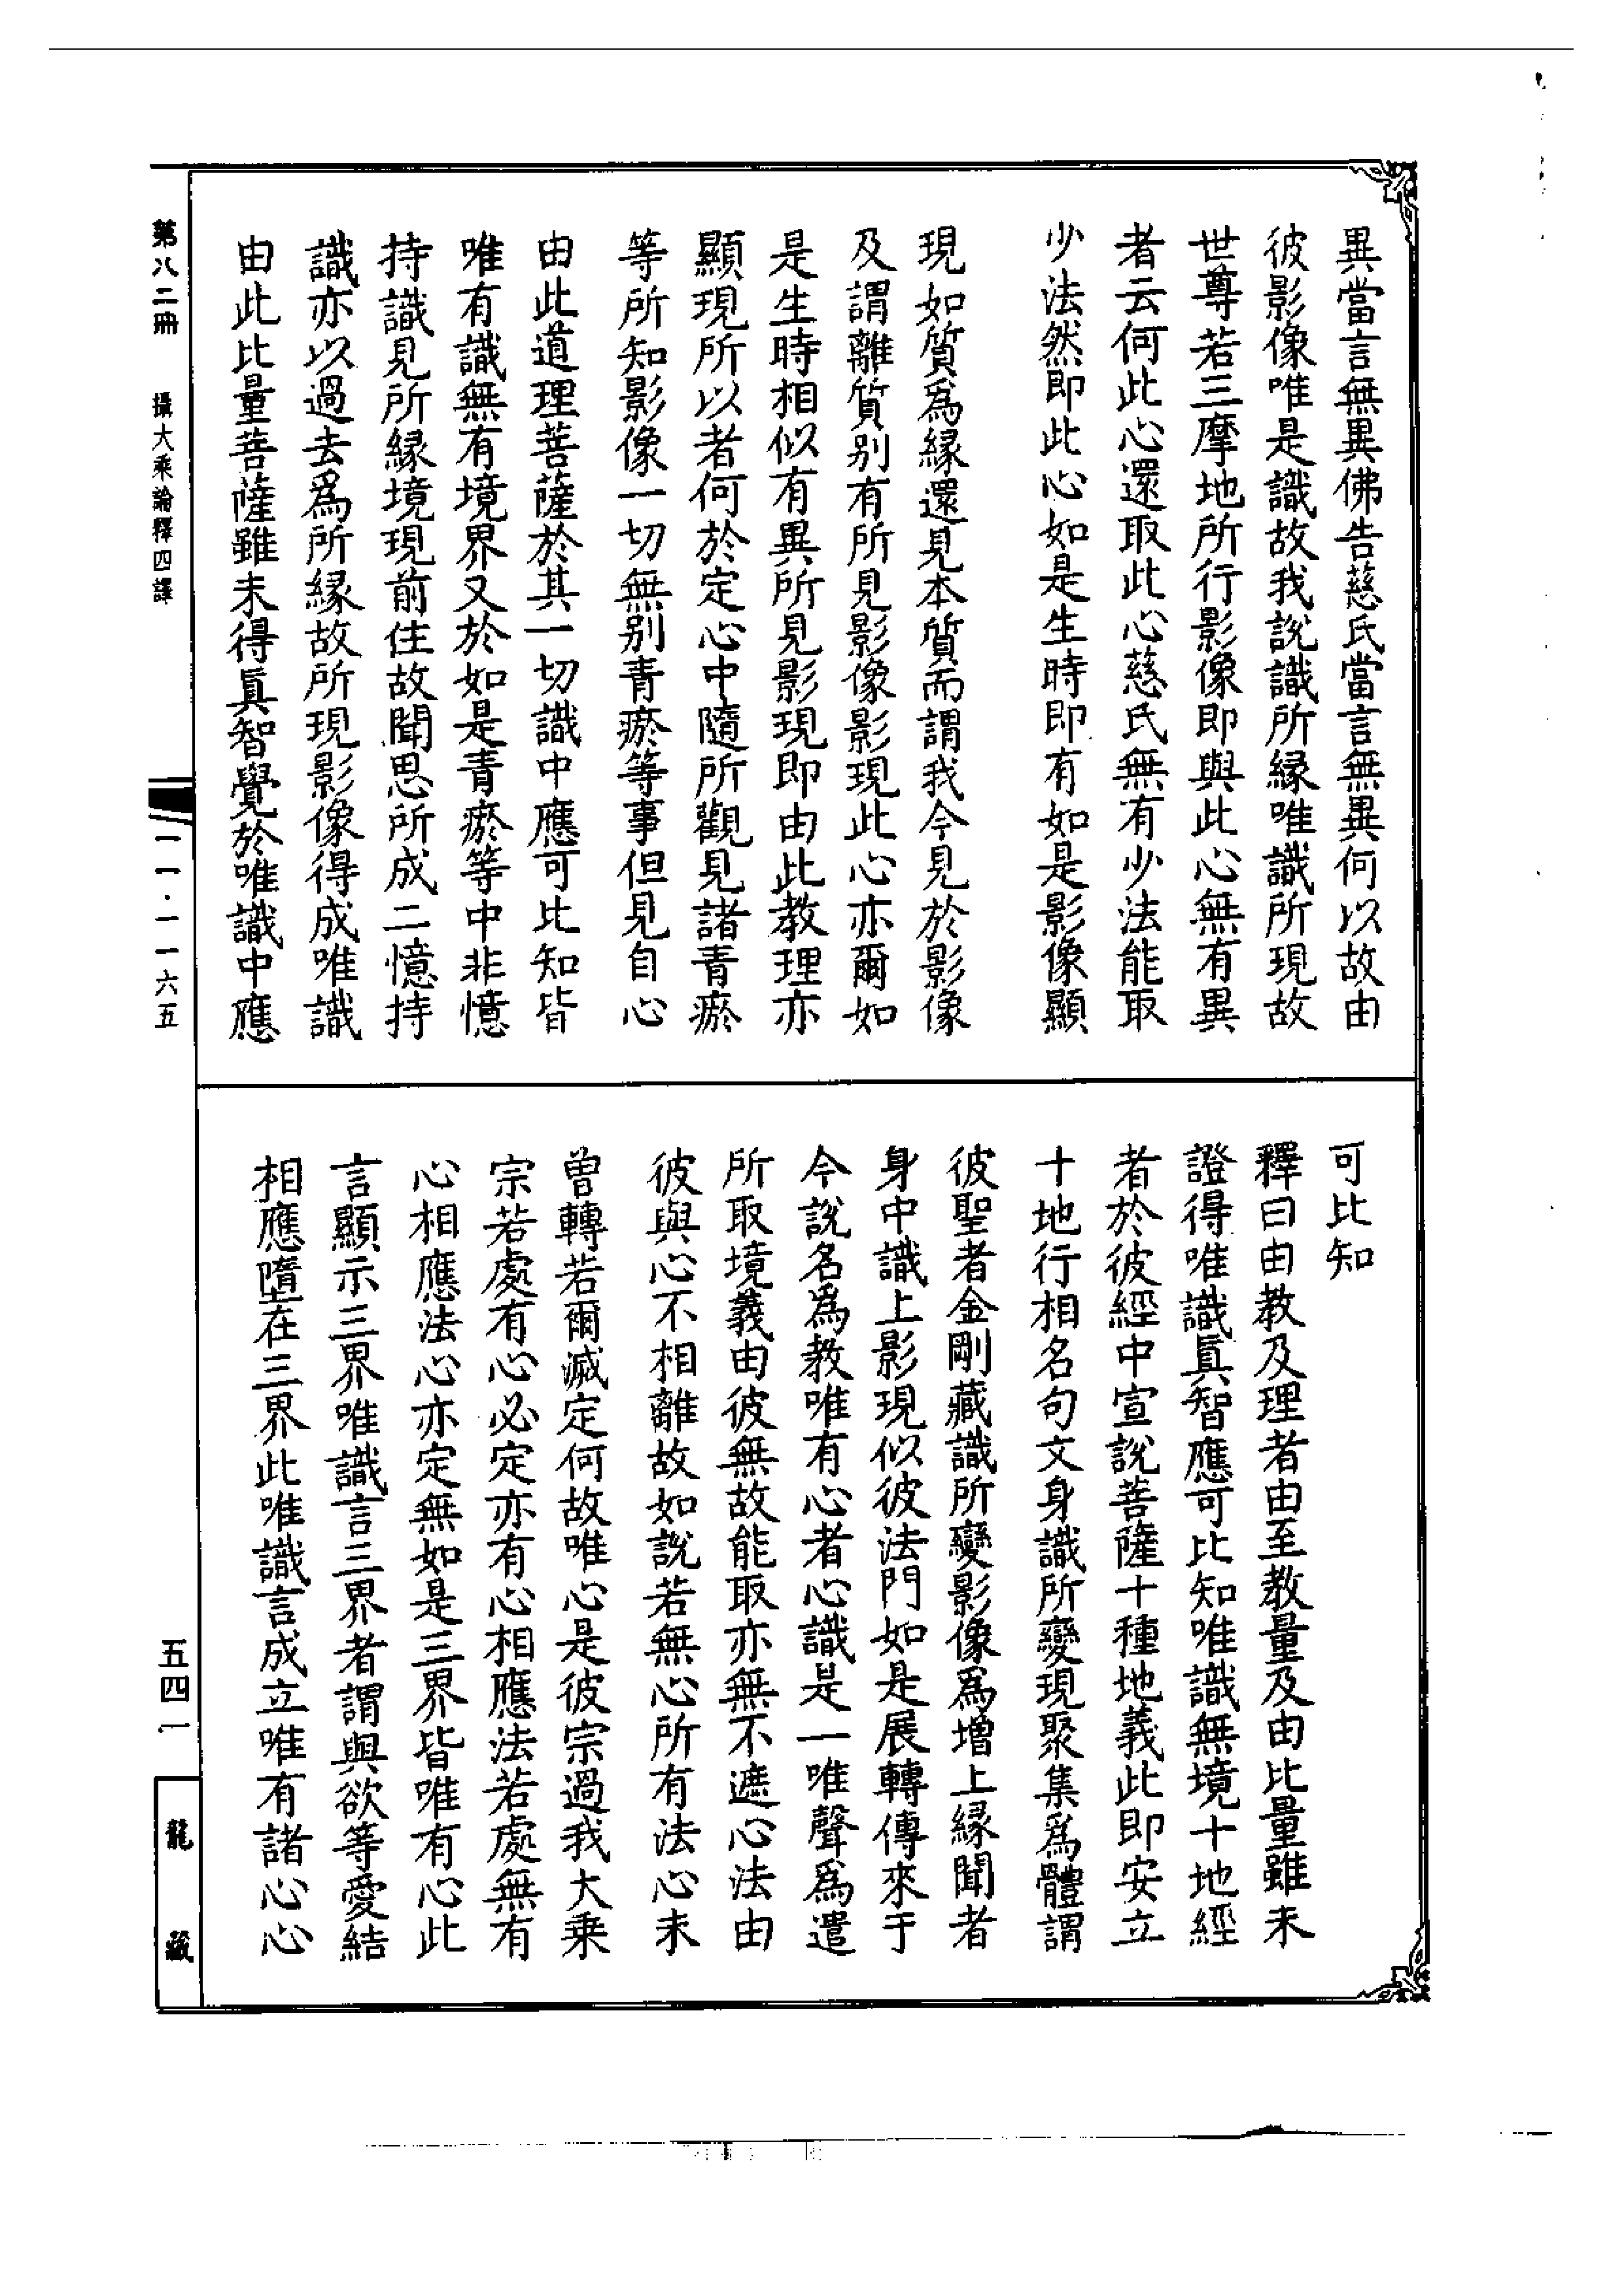 異當言無異佛告慈氏當言無異何以故由
彼影像唯是識故我說識所緣唯識所現故
世尊若三摩地所行影像即與此心無有異
者云何此心還取此心慈氏無有少法能取
少法然即此心如是生時即有如是影像顯
現如質爲緣還見本質而謂我今見於影像
及謂離質别有所見影像影現此心亦爾如
是生時相似有異所見影現即由此教理亦
顯現所以者何於定心中隨所觀見諸青瘀
等所知影像一切無别青瘀等事但見自心
由此道理菩薩於其一切識中應可比知皆
唯有識無有境界又於如是青瘀等中非憶
持識見所緣境現前住故聞思所成二憶持
識亦以過去爲所緣故所現影像得成唯識
由此比量菩薩雖未得眞智覺於唯識中應
可比知
釋曰由教及理者由至教量及由比量雖未
證得唯識眞智應可比知唯識無境十地經
者於彼經中宣說菩薩十種地義此即安立
十地行相名句文身識所變現聚集爲體謂
彼聖者金剛藏識所變影像爲增上緣聞者
身中識上影現似彼法門如是展轉傳來于
今說名爲教唯有心者心識是一唯聲爲遣
所取境義由彼無故能取亦無不遮心法由
彼與心不相離故如說若無心所有法心未
曾轉若爾滅定何故唯心是彼宗過我大乘
宗若處有心必定亦有心相應法若處無有
心相應法心亦定無如是三界皆唯有心此
言顯示三界唯識言三界者謂與欲等愛結
相應墮在三界此唯識言成立唯有諸心心
第八二冊　攝大乘論釋四譯
一一·一一六五
五四一
龍藏